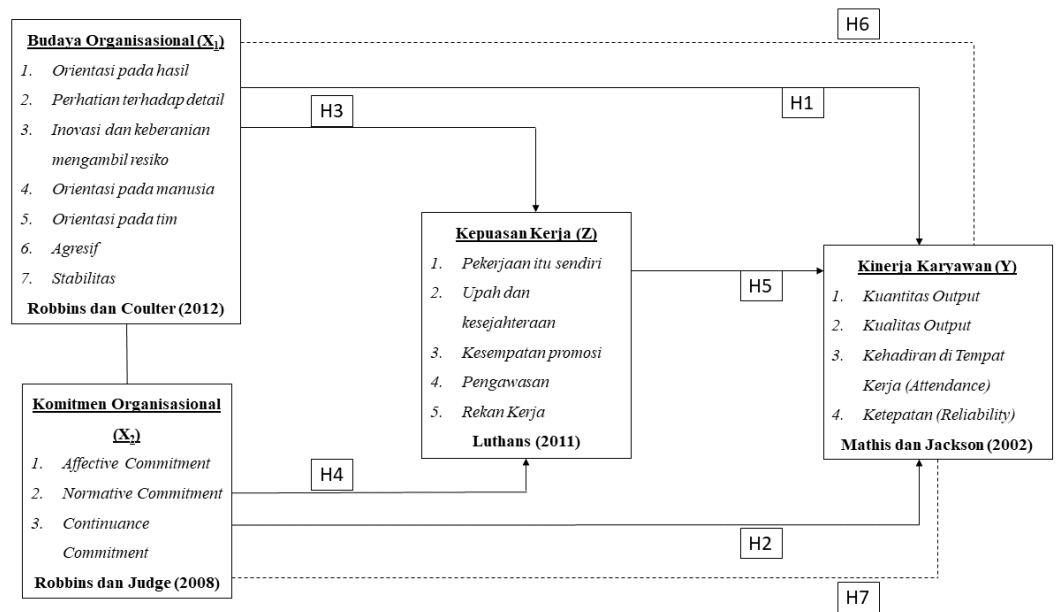 H6
Budaya Organisasional (X₁)
1. Orientasi pada hasil
2. Perhatian terhadap detail
3. Inovasi dan keberanian
mengambil resiko
4. Orientasi pada manusia
5. Orientasi pada tim
6. Agresif
7. Stabilitas
Robbins dan Coulter (2012)
H3
H1
Kepuasan Kerja (Z)
1. Pekerjaan itu sendiri
2. Upah dan
kesejahteraan
3. Kesempatan promosi
4. Pengawasan
5. Rekan Kerja
Luthans (2011)
H5
Kinerja Karyawan (Y)
1. Kuantitas Output
2. Kualitas Output
3. Kehadiran di Tempat
Kerja (Attendance)
4. Ketepatan (Reliability)
Mathis dan Jackson (2002)
Komitmen Organisasional
(X₂)
1. Affective Commitment
2. Normative Commitment
3. Continuance
Commitment
Robbins dan Judge (2008)
H4
H2
H7